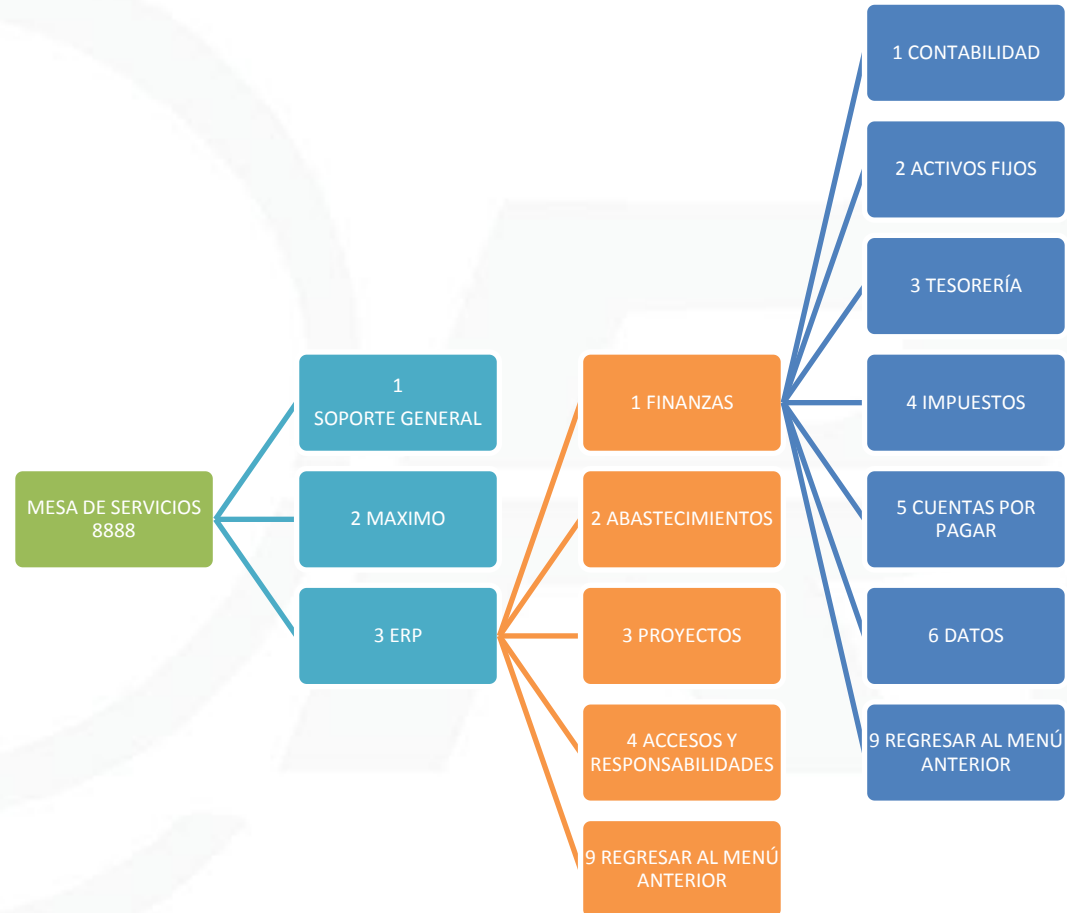 MESA DE SERVICIOS
8888
1
SOPORTE GENERAL
2 MAXIMO
3 ERP
1 FINANZAS
2 ABASTECIMIENTOS
3 PROYECTOS
4 ACCESOS Y
RESPONSABILIDADES
9 REGRESAR AL MENÚ
ANTERIOR
1 CONTABILIDAD
2 ACTIVOS FIJOS
3 TESORERÍA
4 IMPUESTOS
5 CUENTAS POR
PAGAR
6 DATOS
9 REGRESAR AL MENÚ
ANTERIOR